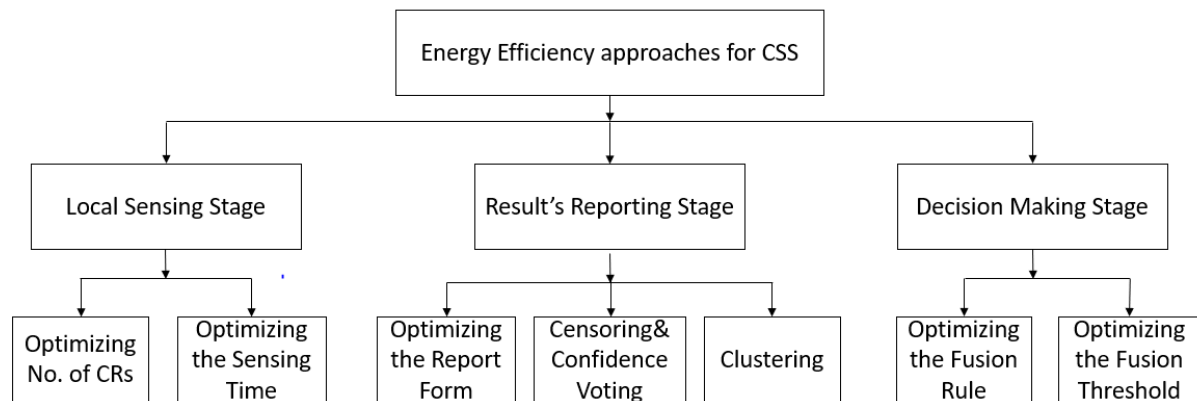 Energy Efficiency approaches for CSS
Local Sensing Stage
Result's Reporting Stage
Decision Making Stage
Optimizing
No. of CRs
Optimizing
the Sensing
Time
Optimizing
the Report
Form
Censoring&
Confidence
Voting
Clustering
Optimizing
the Fusion
Rule
Optimizing
the Fusion
Threshold